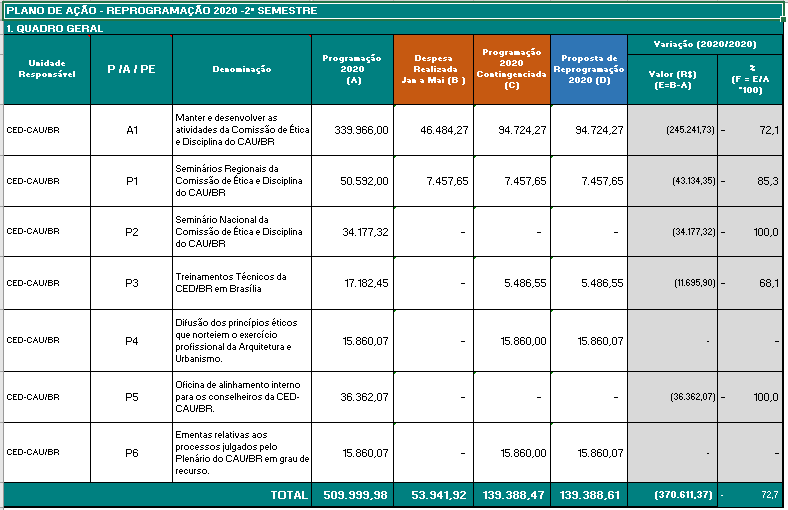 PLANO DE AÇÃO - REPROGRAMAÇÃO 2020 -2º SEMESTRE
1. QUADRO GERAL
Unidade Responsável P /A / PE Denominação Programação 2020 (A) Despesa Realizada Jan a Mai (B ) Programação 2020 Contingenciada (C) Proposta de Reprogramação 2020 (D) Variação (2020/2020)
Valor (R$) (E=B-A) % (F = E/A *100)
CED-CAU/BR A1 Manter e desenvolver as atividades da Comissão de Ética e Disciplina do CAU/BR 339.966,00 46.484,27 94.724,27 94.724,27 (245.241,73) - 72,1
CED-CAU/BR P1 Seminários Regionais da Comissão de Ética e Disciplina do CAU/BR 50.592,00 7.457,65 7.457,65 7.457,65 (43.134,35) - 85,3
CED-CAU/BR P2 Seminário Nacional da Comissão de Ética e Disciplina do CAU/BR 34.177,32 - - - (34.177,32) - 100,0
CED-CAU/BR P3 Treinamentos Técnicos da CED/BR em Brasília 17.182,45 - 5.486,55 5.486,55 (11.695,90) - 68,1
CED-CAU/BR P4 Difusão dos princípios éticos que norteiem o exercício profissional da Arquitetura e Urbanismo. 15.860,07 - 15.860,00 15.860,07 - -
CED-CAU/BR P5 Oficina de alinhamento interno para os conselheiros da CED-CAU/BR. 36.362,07 - - - (36.362,07) - 100,0
CED-CAU/BR P6 Ementas relativas aos processos julgados pelo Plenário do CAU/BR em grau de recurso. 15.860,07 - 15.860,00 15.860,07 - -
TOTAL 509.999,98 53.941,92 139.388,47 139.388,61 (370.611,37) - 72,7